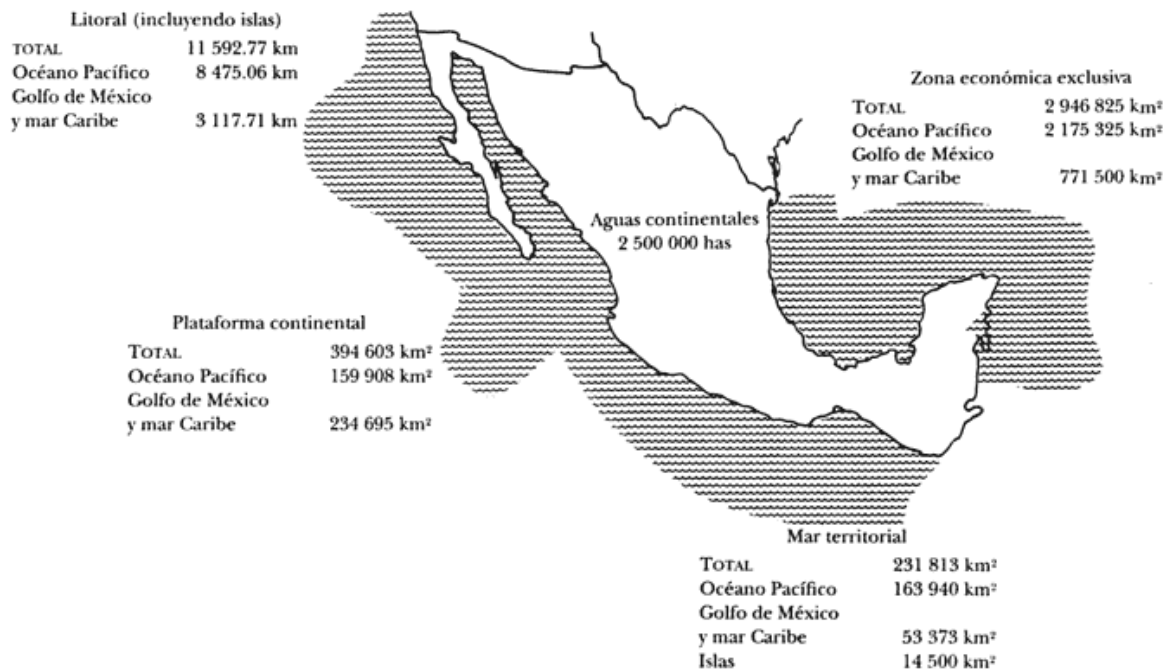 Litoral (incluyendo islas)
TOTAL 11 592.77 km
Océano Pacífico 8 475.06 km
Golfo de México
y mar Caribe 3 117.71 km
Zona económica exclusiva
TOTAL 2 946 825 km²
Océano Pacífico 2 175 325 km²
Golfo de México
y mar Caribe 771 500 km²
Aguas continentales
2 500 000 has
Plataforma continental
TOTAL 394 603 km²
Océano Pacífico 159 908 km²
Golfo de México
y mar Caribe 234 695 km²
Mar territorial
TOTAL 231 813 km²
Océano Pacífico 163 940 km²
Golfo de México
y mar Caribe 53 373 km²
Islas 14 500 km²